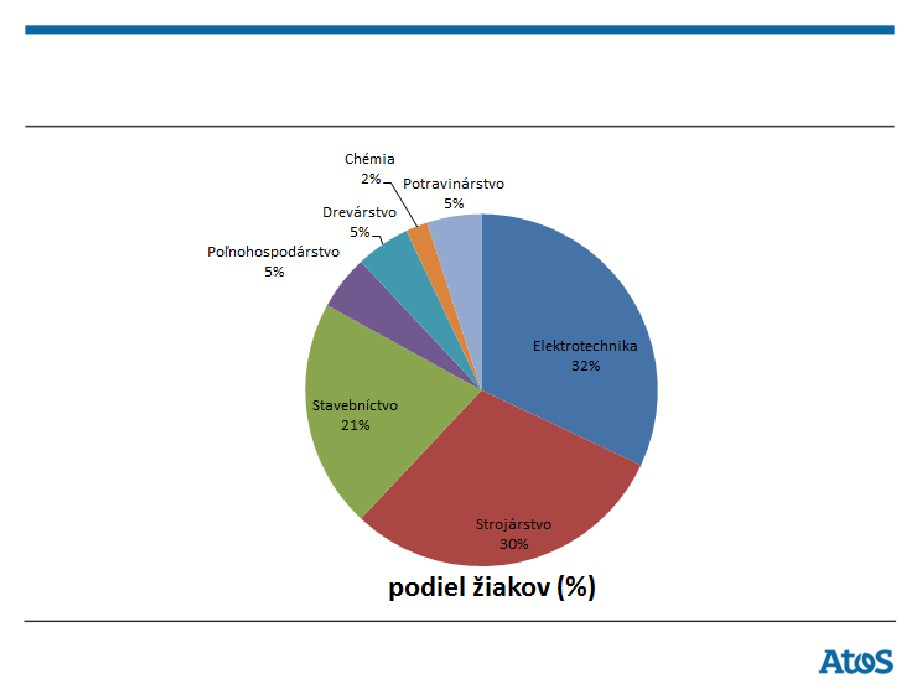 Chémia
2%
Potravinárstvo
5%
Drevárstvo
5%
Poľnohospodárstvo
5%
Elektrotechnika
32%
Stavebníctvo
21%
Strojárstvo
30%
podiel žiakov (%)
Atos